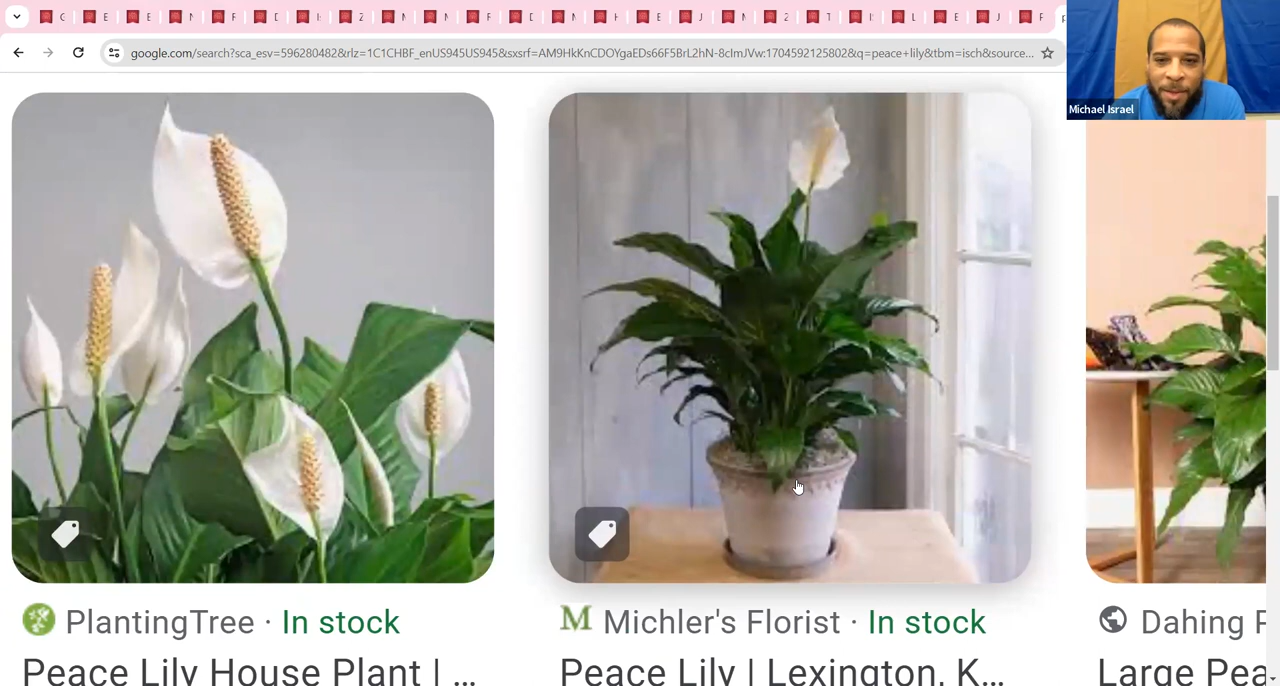 google.com/search?sca_esv=596280482&rlz=1C1CHBF_enUS945US945&sxsrf=AM9HkKnCDOYgaEDs66F5BrL2hN-8cImJVw:1704592125802&q=peace+lily&tbm=isch&source...
Michael Israel
PlantingTree · In stock
M Michler's Florist · In stock
Dahing P
Peace Lily House Plant | ...
Peace Lily | Lexington, K...
Large Pea